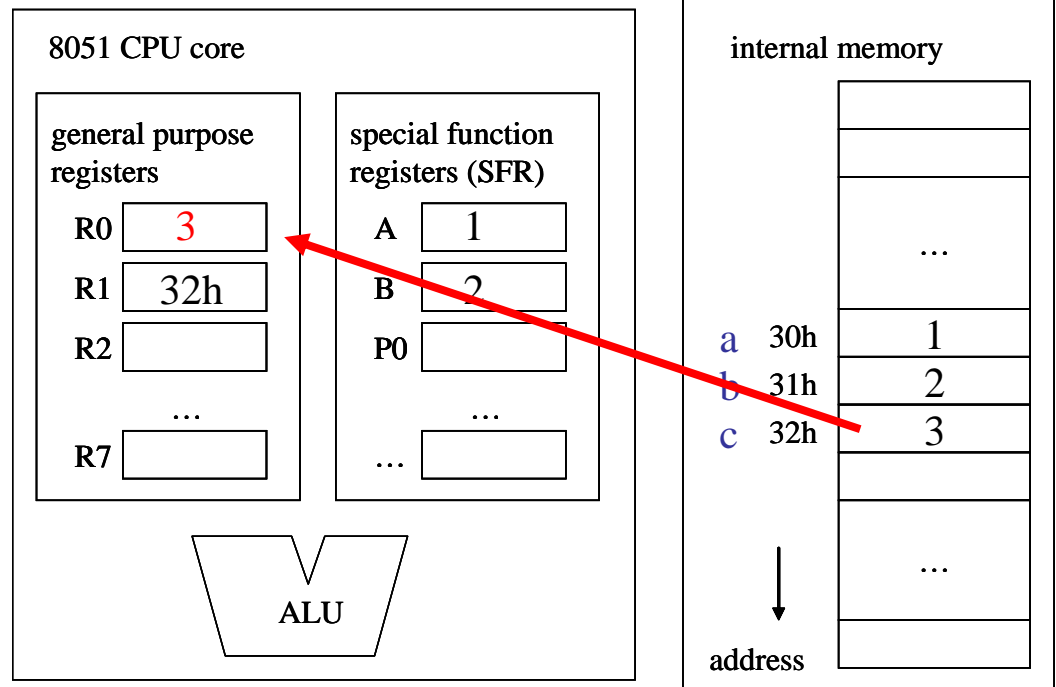 8051 CPU core
general purpose
registers
R0 3
R1 32h
R2
...
R7
special function
registers (SFR)
A 1
B 2
P0
...
...
ALU
internal memory
...
a 30h 1
b 31h 2
c 32h 3
...
address